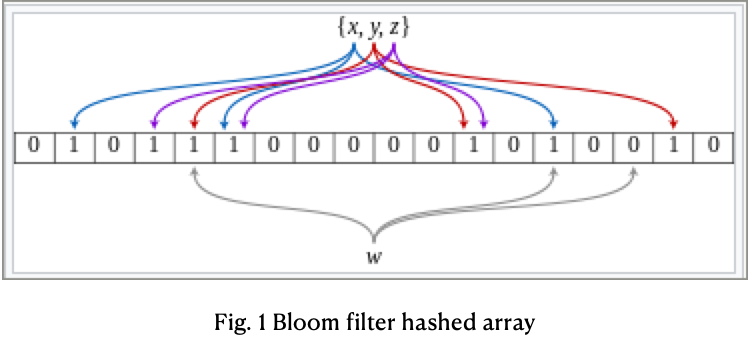 {x, y, z}
0 1 0 1 1 1 0 0 0 0 0 1 0 1 0 0 1 0
w
Fig. 1 Bloom filter hashed array